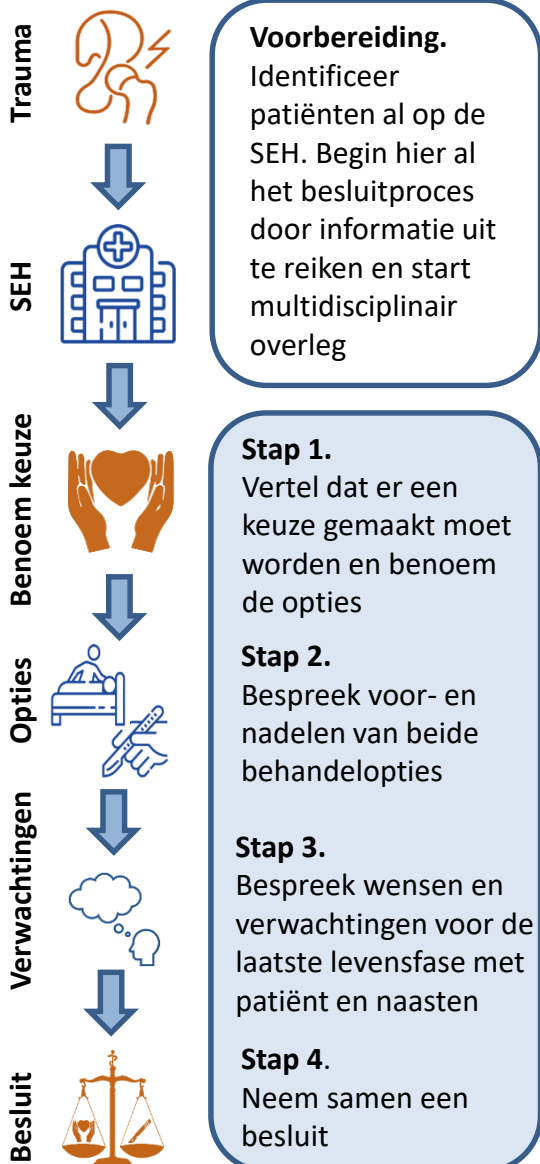 Trauma
SEH
Benoem keuze
Opties
Verwachtingen
Besluit
Voorbereiding.
Identificeer
patiënten al op de
SEH. Begin hier al
het besluitproces
door informatie uit
te reiken en start
multidisciplinair
overleg
Stap 1.
Vertel dat er een
keuze gemaakt moet
worden en benoem
de opties
Stap 2.
Bespreek voor- en
nadelen van beide
behandelopties
Stap 3.
Bespreek wensen en
verwachtingen voor de
laatste levensfase met
patiënt en naasten
Stap 4.
Neem samen een
besluit